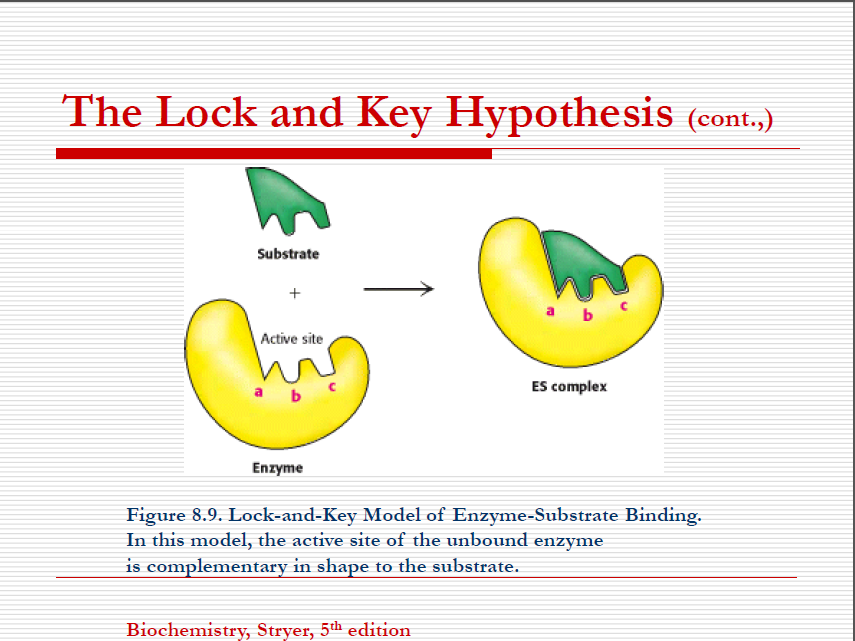 The Lock and Key Hypothesis (cont.,)
Substrate
+
Active site
a
b
c
Enzyme
a
b
c
ES complex
Figure 8.9. Lock-and-Key Model of Enzyme-Substrate Binding.
In this model, the active site of the unbound enzyme
is complementary in shape to the substrate.
Biochemistry, Stryer, 5th edition